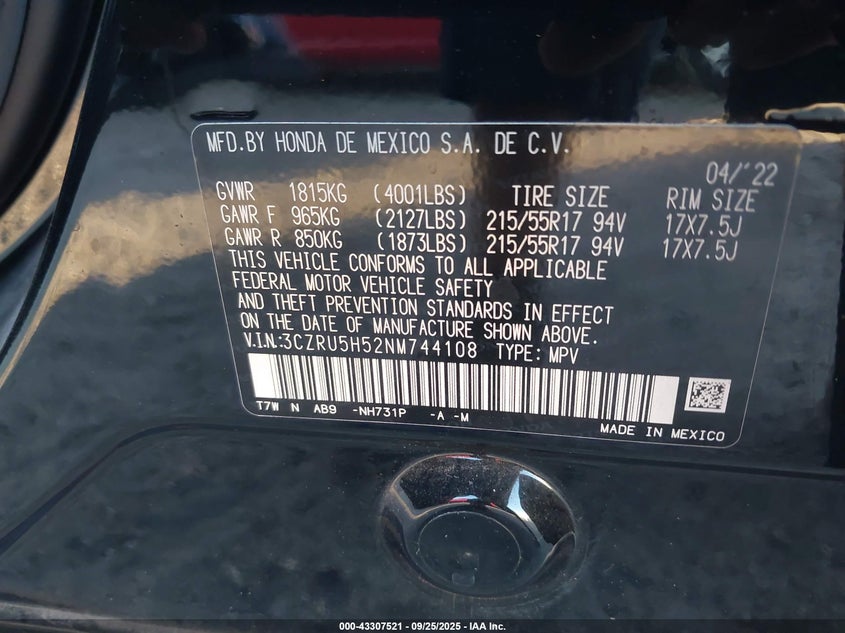 MFD.BY HONDA DE MEXICO S.A. DE C.V.
04/'22
GVWR 1815KG (4001LBS) TIRE SIZE RIM SIZE
GAWR F 965KG (2127LBS) 215/55R17 94V 17X7.5J
GAWR R 850KG (1873LBS) 215/55R17 94V 17X7.5J
THIS VEHICLE CONFORMS TO ALL APPLICABLE
FEDERAL MOTOR VEHICLE SAFETY
AND THEFT PREVENTION STANDARDS IN EFFECT
ON THE DATE OF MANUFACTURE SHOWN ABOVE.
V.I.N:3CZRU5H52NM744108 TYPE: MPV
T7W N AB9 -NH731P -A -M
MADE IN MEXICO
000-43307521 - 09/25/2025 - IAA Inc.